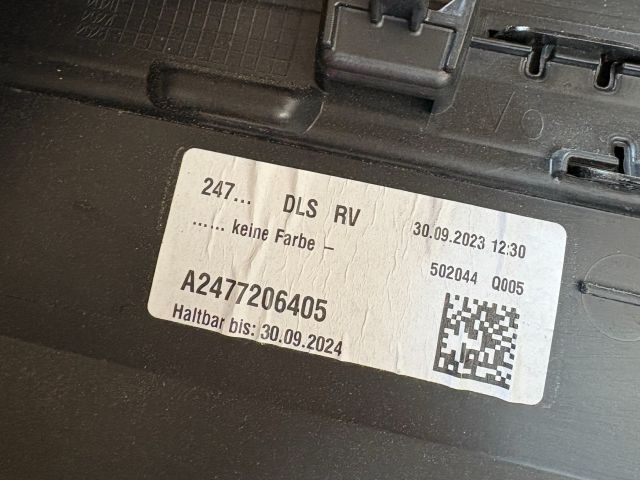 247... DLS RV
...... keine Farbe –
30.09.2023 12:30
502044 Q005
A2477206405
Haltbar bis: 30.09.2024